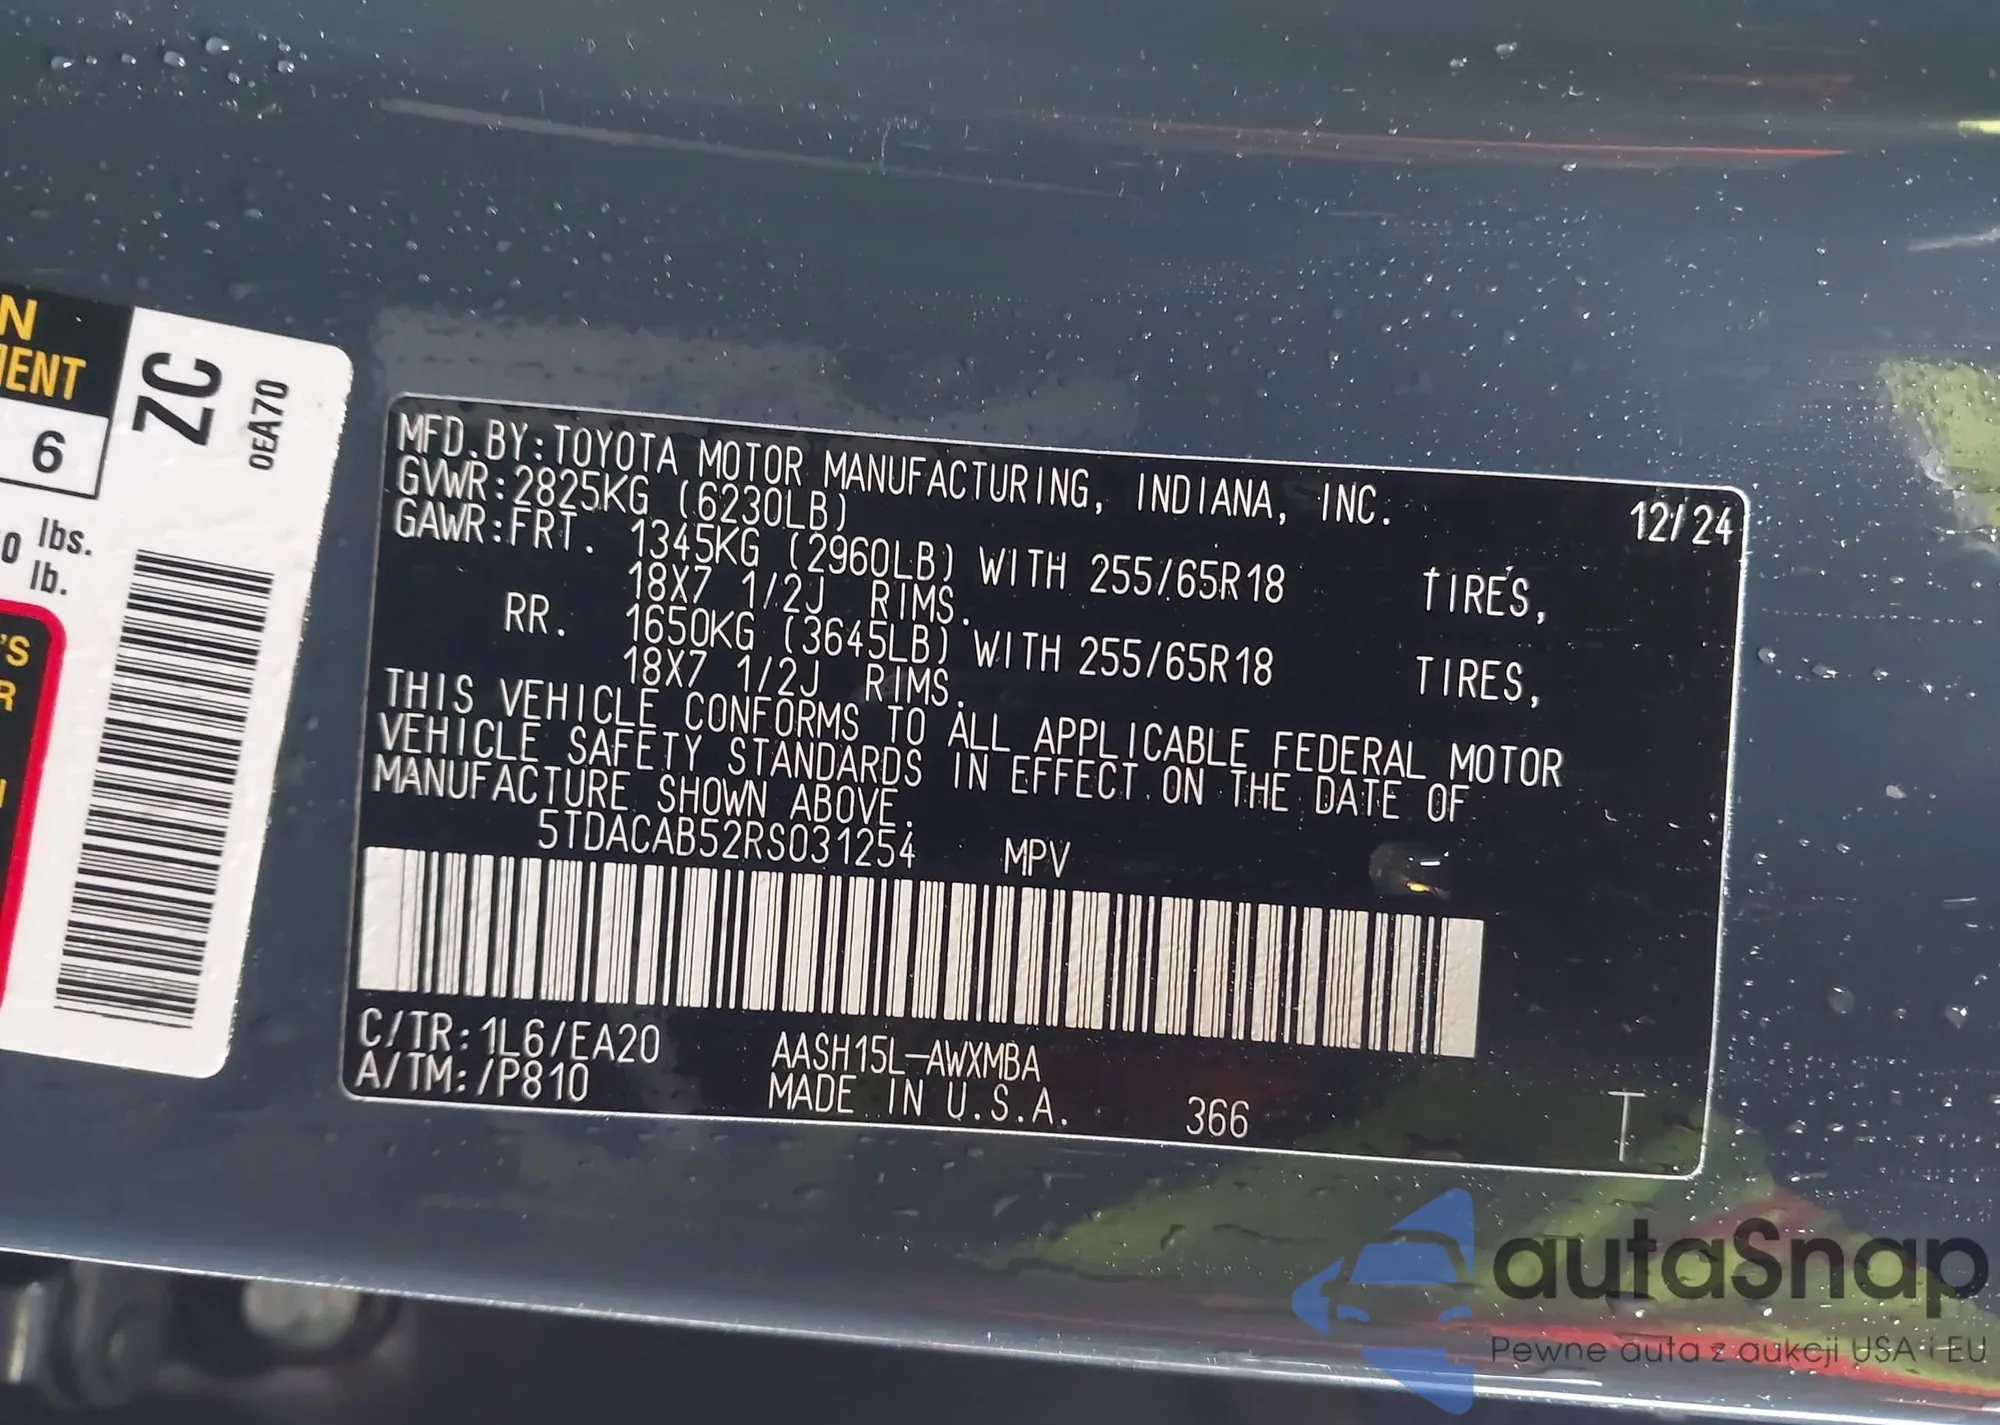 N
MENT
6
lbs.
0
lb.
'S
R
ZC
0EA70
MFD.BY:TOYOTA MOTOR MANUFACTURING, INDIANA, INC. 12/24
GVWR:2825KG (6230LB)
GAWR:FRT. 1345KG (2960LB) WITH 255/65R18 TIRES,
18X7 1/2J RIMS.
RR. 1650KG (3645LB) WITH 255/65R18 TIRES,
18X7 1/2J RIMS.
THIS VEHICLE CONFORMS TO ALL APPLICABLE FEDERAL MOTOR
VEHICLE SAFETY STANDARDS IN EFFECT ON THE DATE OF
MANUFACTURE SHOWN ABOVE.
5TDACAB52RS031254 MPV
C/TR:1L6/EA20 AASH15L-AWXMBA
A/TM:/P810 MADE IN U.S.A. 366 T
autaSnap
Pewne auta z aukcji USA i EU